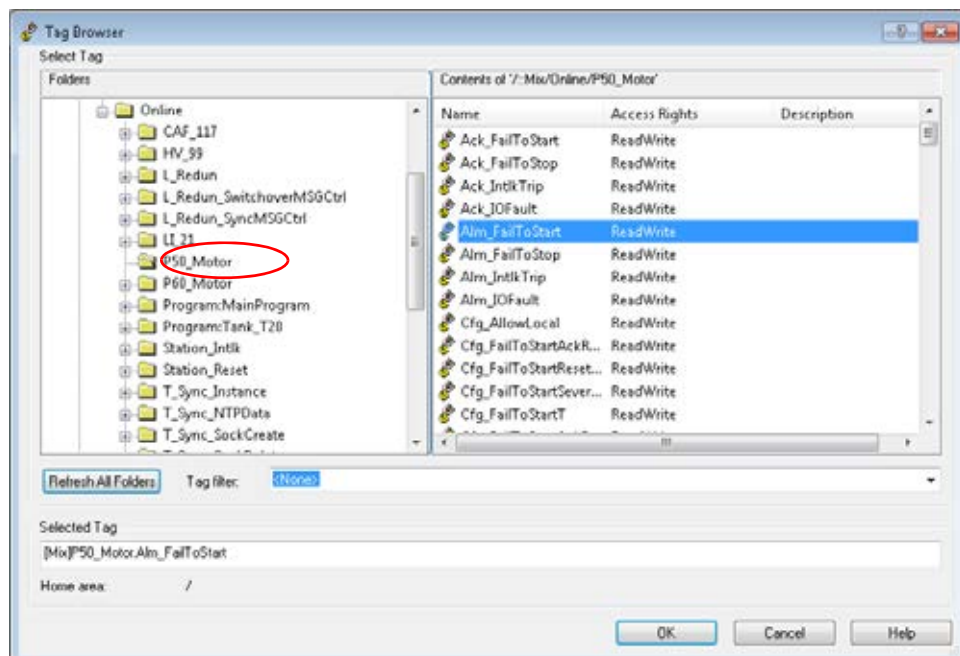 Tag Browser
Select Tag
Folders
Online
CAF_117
HV_99
L_Redun
L_Redun_SwitchoverMSGCtrl
L_Redun_SyncMSGCtrl
LI_21
P50_Motor
P60_Motor
Program:MainProgram
Program:Tank_T20
Station_Intlk
Station_Reset
T_Sync_Instance
T_Sync_NTPData
T_Sync_SockCreate
Contents of '/::Mix/Online/P50_Motor'
Name Access Rights Description
Ack_FailToStart ReadWrite
Ack_FailToStop ReadWrite
Ack_IntlkTrip ReadWrite
Ack_IOFault ReadWrite
Alm_FailToStart ReadWrite
Alm_FailToStop ReadWrite
Alm_IntlkTrip ReadWrite
Alm_IOFault ReadWrite
Cfg_AllowLocal ReadWrite
Cfg_FailToStartAckR... ReadWrite
Cfg_FailToStartReset... ReadWrite
Cfg_FailToStartSever... ReadWrite
Cfg_FailToStartT ReadWrite
Refresh All Folders Tag filter: <None>
Selected Tag
[Mix]P50_Motor.Alm_FailToStart
Home area: /
OK Cancel Help